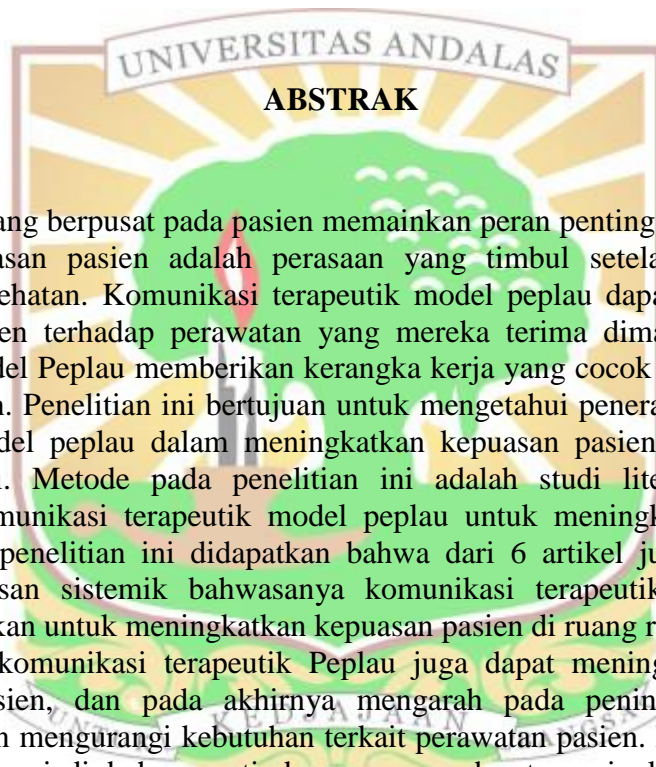 UNIVERSITAS ANDALAS
ABSTRAK
ang berpusat pada pasien memainkan peran penting
asan pasien adalah perasaan yang timbul setela
sehatan. Komunikasi terapeutik model peplau dapa
en terhadap perawatan yang mereka terima dima
del Peplau memberikan kerangka kerja yang cocok
n. Penelitian ini bertujuan untuk mengetahui penera
del peplau dalam meningkatkan kepuasan pasien
i. Metode pada penelitian ini adalah studi lite
munikasi terapeutik model peplau untuk meningk
penelitian ini didapatkan bahwa dari 6 artikel ju
san sistemik bahwasanya komunikasi terapeutik
kan untuk meningkatkan kepuasan pasien di ruang r
komunikasi terapeutik Peplau juga dapat mening
sien, dan pada akhirnya mengarah pada penin
UNTUK KEDJAJAAN BANGSA
n mengurangi kebutuhan terkait perawatan pasien.